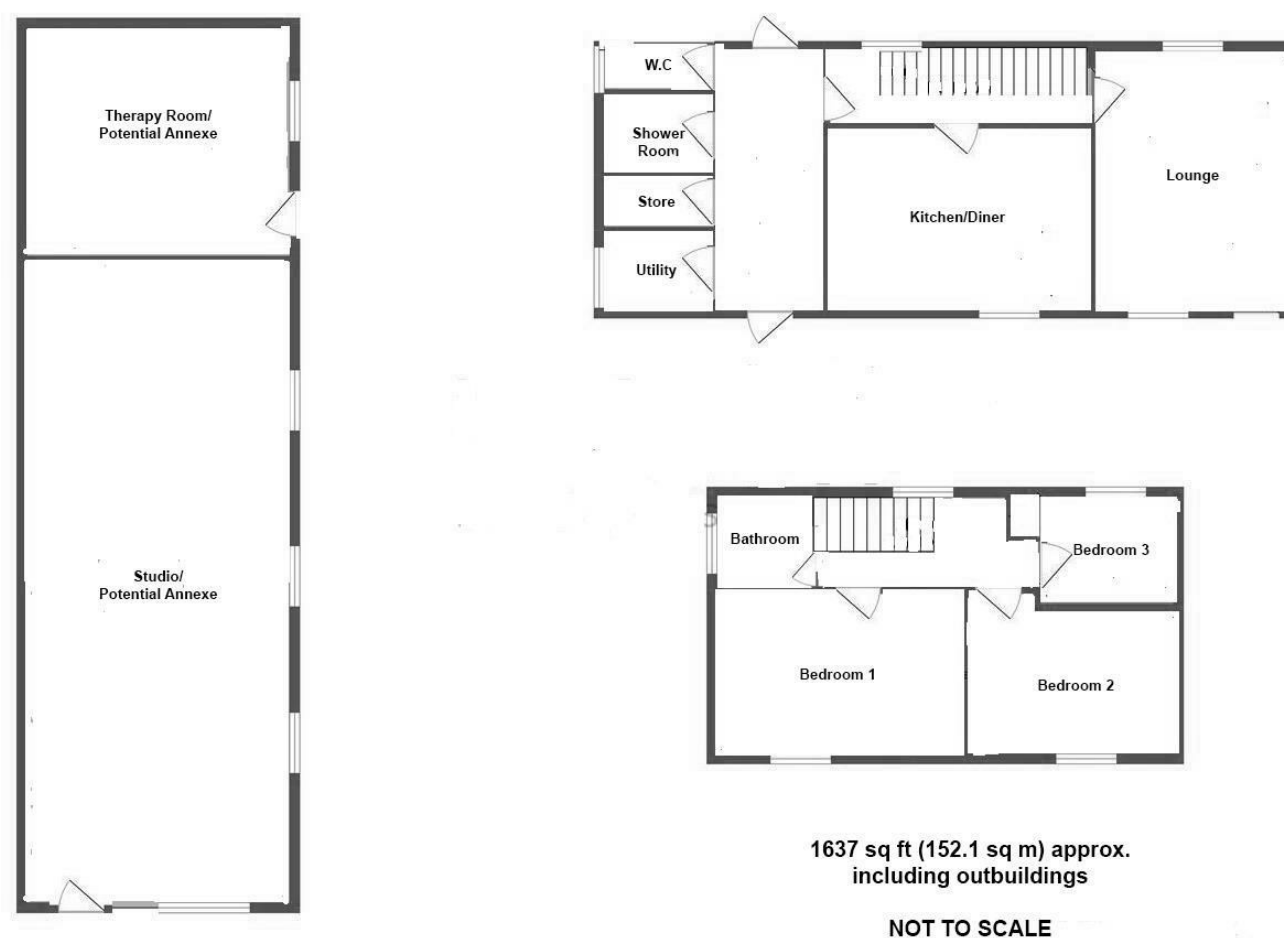 Therapy Room/
Potential Annexe
Studio/
Potential Annexe
W.C
Shower
Room
Store
Utility
Kitchen/Diner
Lounge
Bathroom
Bedroom 1
Bedroom 2
Bedroom 3
1637 sq ft (152.1 sq m) approx.
including outbuildings
NOT TO SCALE